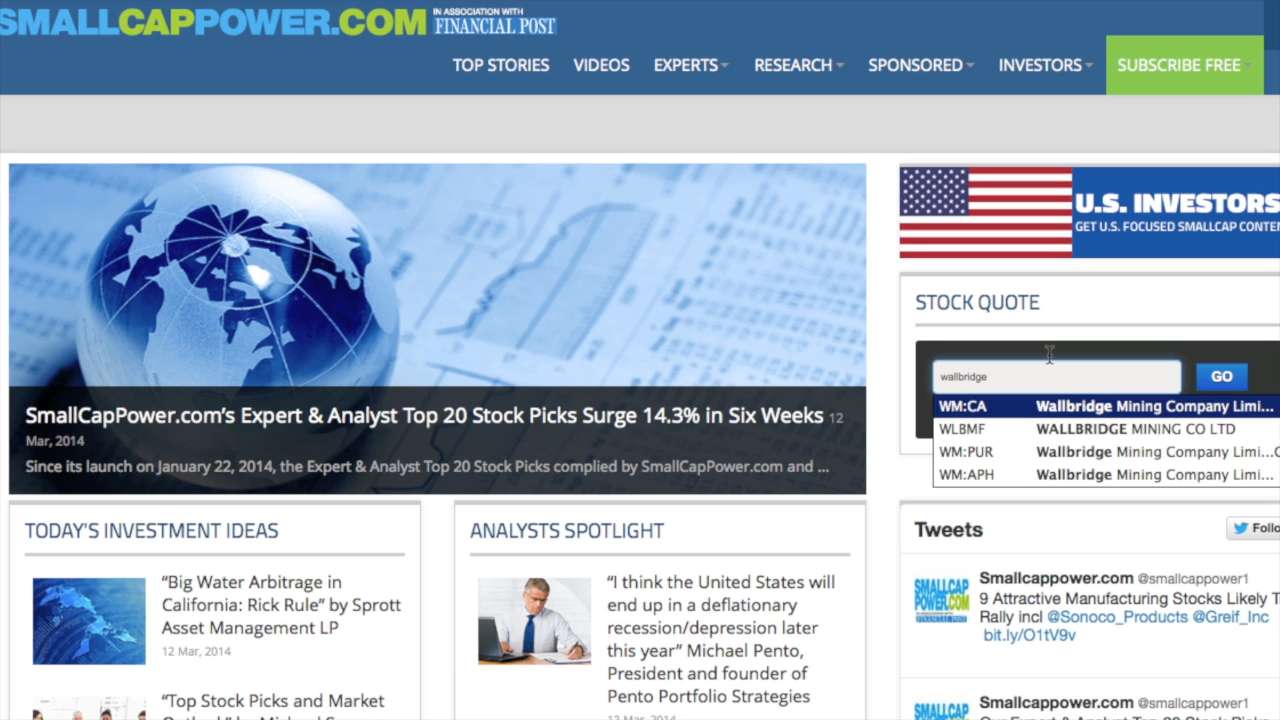 SMALLCAPPOWER.COM
IN ASSOCIATION WITH
FINANCIAL POST
TOP STORIES VIDEOS EXPERTS RESEARCH SPONSORED INVESTORS SUBSCRIBE FREE
SmallCapPower.com's Expert & Analyst Top 20 Stock Picks Surge 14.3% in Six Weeks 12
Mar, 2014
Since its launch on January 22, 2014, the Expert & Analyst Top 20 Stock Picks complied by SmallCapPower.com and ...
U.S. INVESTORS
GET U.S. FOCUSED SMALLCAP
STOCK QUOTE
wallbridge
GO
WM:CA Wallbridge Mining Company Limi...
WLBMF WALLBRIDGE MINING CO LTD
WM:PUR Wallbridge Mining Company Limi...C
WM:APH Wallbridge Mining Company Limi...
TODAY'S INVESTMENT IDEAS
“Big Water Arbitrage in
California: Rick Rule” by Sprott
Asset Management LP
12 Mar, 2014
“Top Stock Picks and Market
ANALYSTS SPOTLIGHT
“I think the United States will
end up in a deflationary
recession/depression later
this year” Michael Pento,
President and founder of
Pento Portfolio Strategies
12 Mar, 2014
Tweets
Follo
Smallcappower.com @smallcappower1
9 Attractive Manufacturing Stocks Likely T
Rally incl @Sonoco_Products @Greif_Inc
bit.ly/O1tV9v
Smallcappower.com @smallcappower1